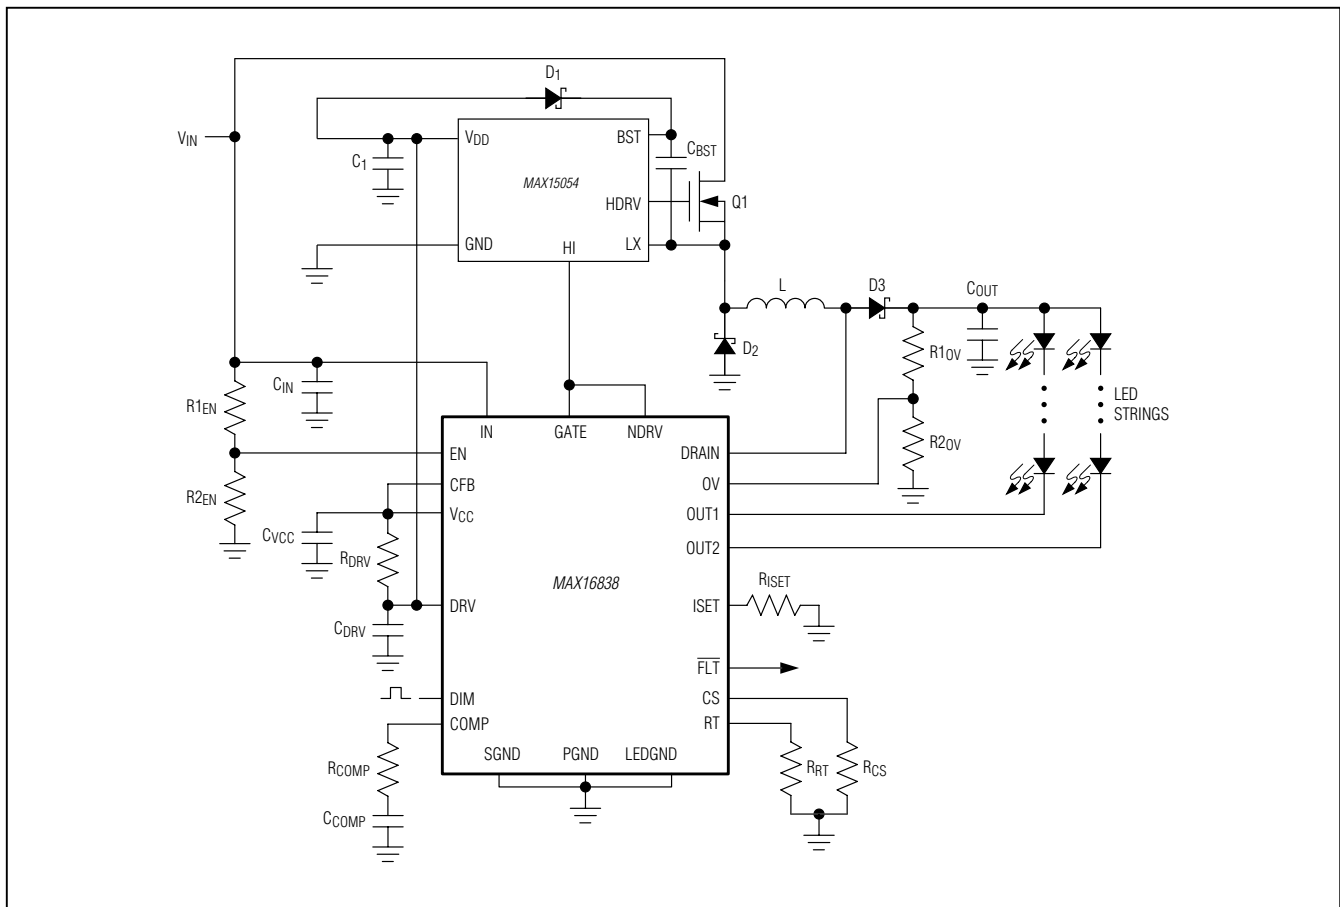 D1
VIN
VDD
BST
C1
CBST
MAX15054
HDRV
Q1
GND
HI
LX
L
D3
COUT
D2
R1OV
CIN
R1EN
LED
STRINGS
IN
GATE
NDRV
EN
DRAIN
R2OV
R2EN
CFB
OV
CVCC
VCC
OUT1
RDRV
OUT2
MAX16838
RISET
DRV
ISET
CDRV
FLT
DIM
CS
COMP
RT
SGND
PGND
LEDGND
RCOMP
RRT
RCS
CCOMP